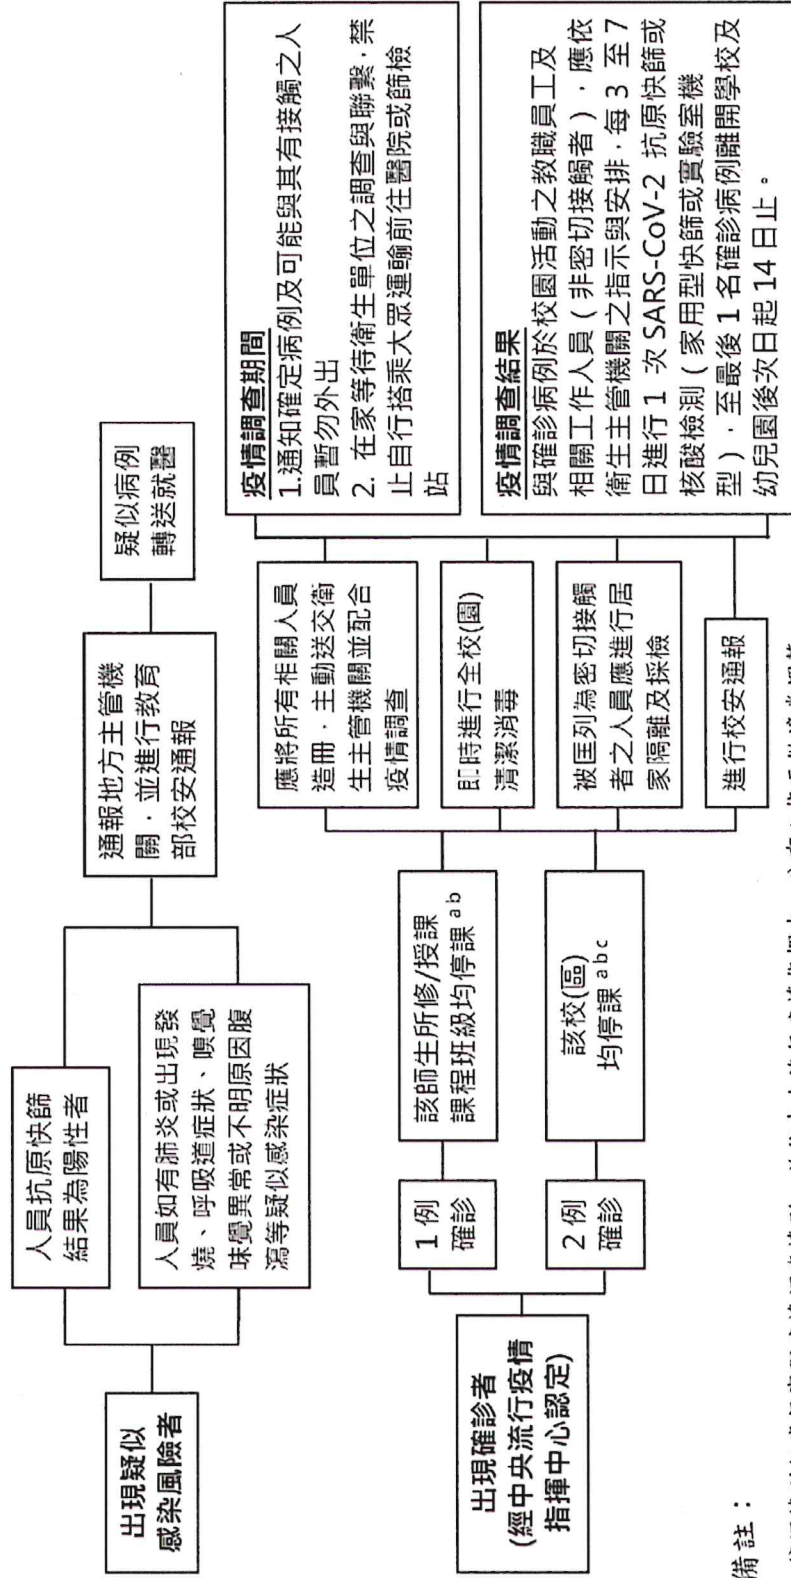 出現疑似
感染風險者
人員抗原快篩
結果為陽性者
人員如有肺炎或出現發
燒、呼吸道症狀、嗅覺
味覺異常或不明原因腹
瀉等疑似感染症狀
通報地方主管機
關，並進行教育
部校安通報
疑似病例
轉送就醫
出現確診者
(經中央流行疫情
指揮中心認定)
1 例
確診
該師生所修/授課
課程班級均停課 ab
2 例
確診
該校(區)
均停課 abc
應將所有相關人員
造冊，主動送交衛
生主管機關並配合
疫情調查
即時進行全校(園)
清潔消毒
被匡列為密切接觸
者之人員應進行居
家隔離及採檢
進行校安通報
疫情調查期間
1.通知確定病例及可能與其有接觸之人
員暫勿外出
2. 在家等待衛生單位之調查與聯繫，禁
止自行搭乘大眾運輸前往醫院或篩檢
站
疫情調查結果
與確診病例於校園活動之教職員工及
相關工作人員（非密切接觸者），應依
衛生主管機關之指示與安排，每 3 至 7
日進行 1 次 SARS-CoV-2 抗原快篩或
核酸檢測（家用型快篩或實驗室機
型），至最後 1 名確診病例離開學校及
幼兒園後次日起 14 日止。
備註：